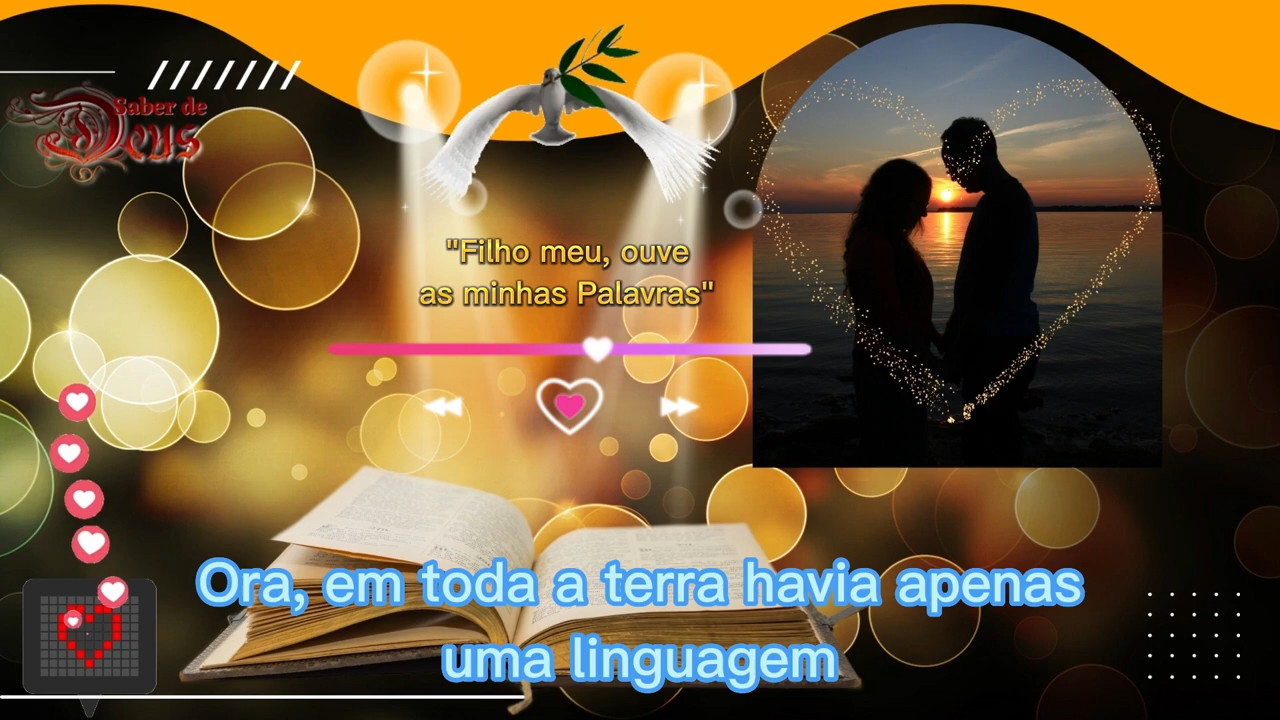 Saber de
Deus
"Filho meu, ouve
as minhas Palavras"
Ora, em toda a terra havia apenas
uma linguagem